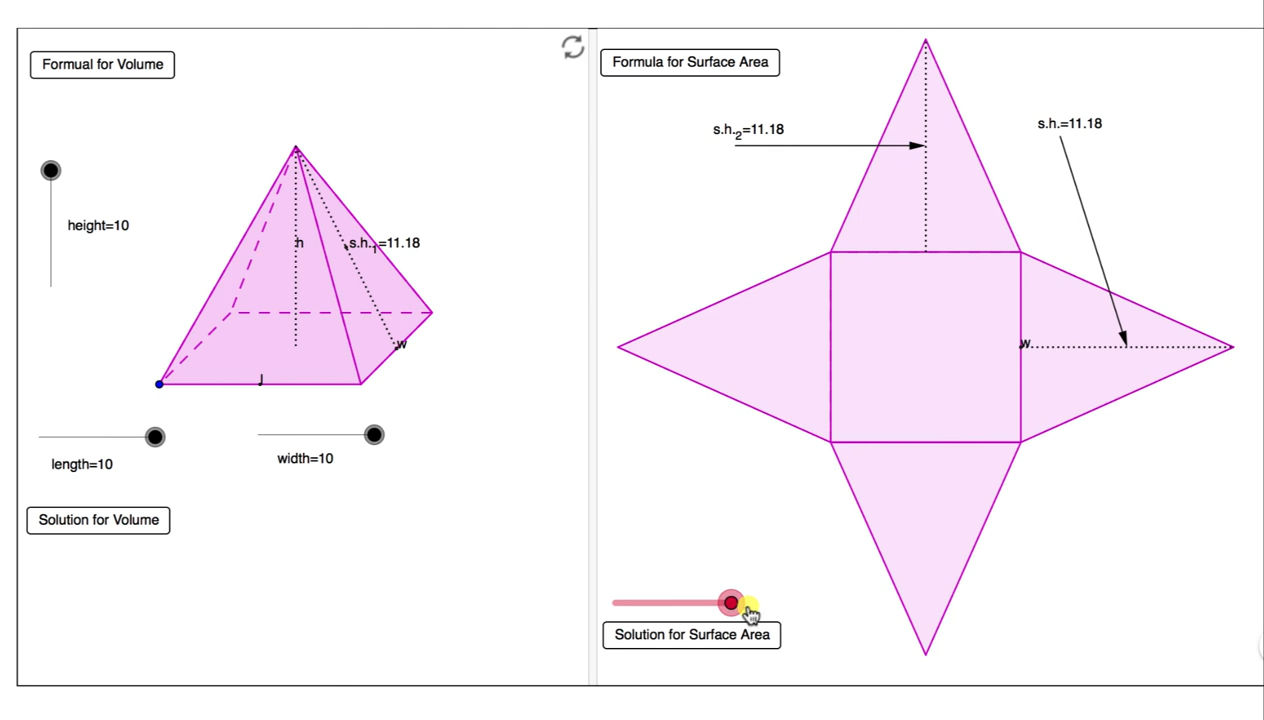 Formual for Volume
height=10
h
s.h.₁=11.18
w
l
length=10
width=10
Solution for Volume
Formula for Surface Area
s.h.₂=11.18
s.h.=11.18
w
Solution for Surface Area